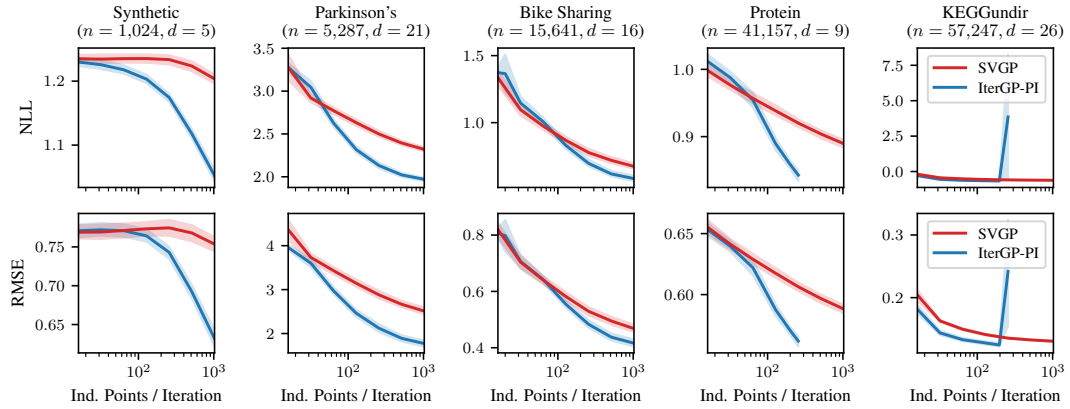 Synthetic
(n = 1,024, d = 5)
Parkinson's
(n = 5,287, d = 21)
Bike Sharing
(n = 15,641, d = 16)
Protein
(n = 41,157, d = 9)
KEGGundir
(n = 57,247, d = 26)
NLL
1.2
1.1
3.5
3.0
2.5
2.0
1.5
1.0
1.0
0.9
7.5
5.0
2.5
0.0
SVGP
IterGP-PI
RMSE
0.75
0.70
0.65
4
3
2
0.8
0.6
0.4
0.65
0.60
0.3
0.2
SVGP
IterGP-PI
10² 10³
10² 10³
10² 10³
10² 10³
10² 10³
Ind. Points / Iteration
Ind. Points / Iteration
Ind. Points / Iteration
Ind. Points / Iteration
Ind. Points / Iteration